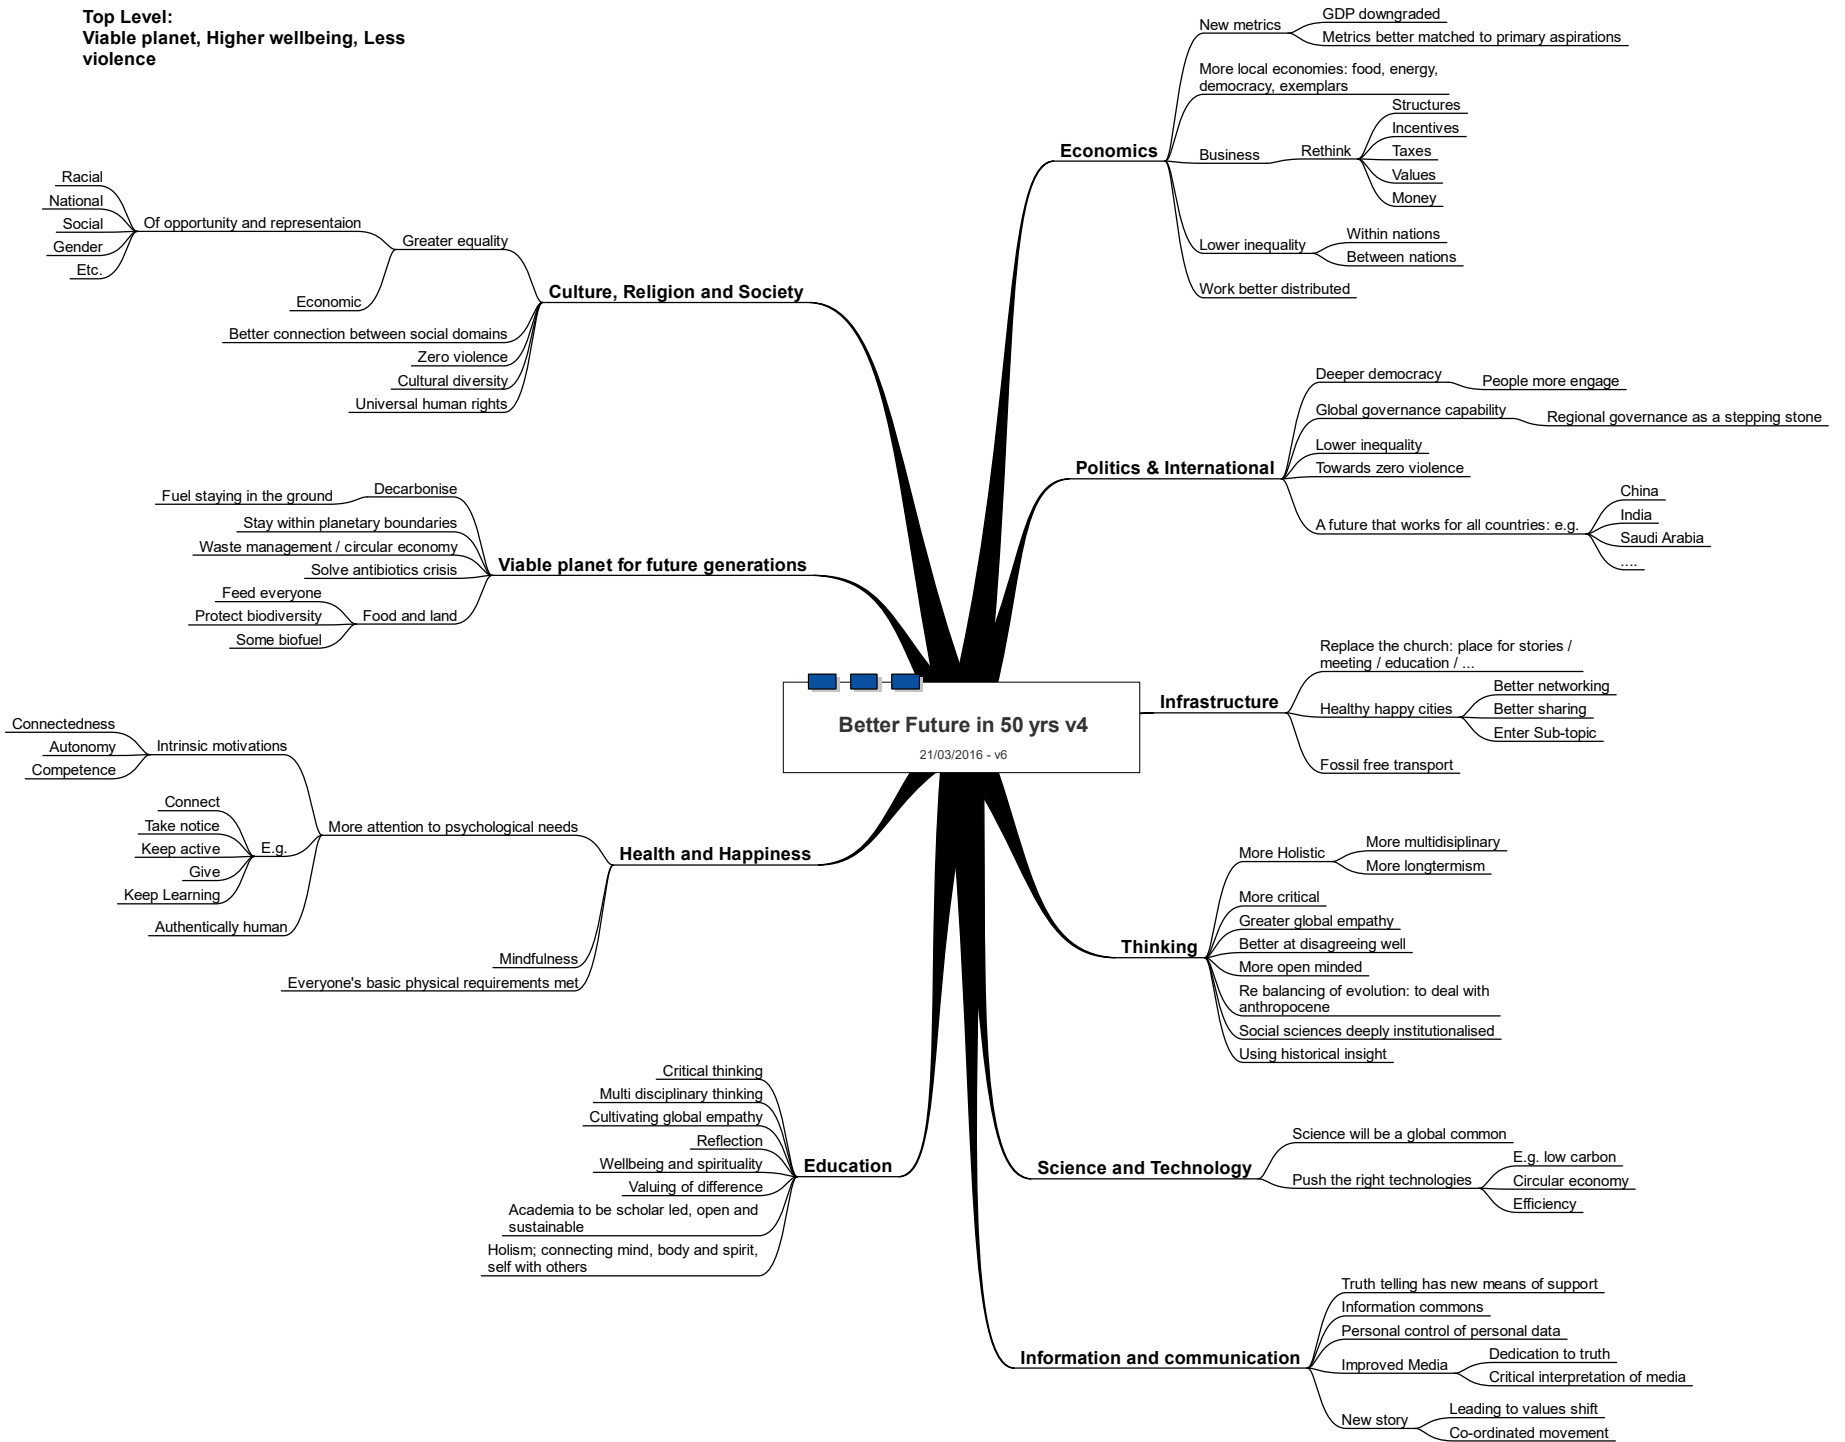 Top Level:
Viable planet, Higher wellbeing, Less
violence
Economics
New metrics
GDP downgraded
Metrics better matched to primary aspirations
More local economies: food, energy,
democracy, exemplars
Business
Rethink
Structures
Incentives
Taxes
Values
Money
Lower inequality
Within nations
Between nations
Work better distributed
Politics & International
Deeper democracy
People more engage
Global governance capability
Regional governance as a stepping stone
Lower inequality
Towards zero violence
A future that works for all countries: e.g.
China
India
Saudi Arabia
....
Infrastructure
Replace the church: place for stories /
meeting / education / ...
Healthy happy cities
Better networking
Better sharing
Enter Sub-topic
Fossil free transport
Thinking
More Holistic
More multidisiplinary
More longtermism
More critical
Greater global empathy
Better at disagreeing well
More open minded
Re balancing of evolution: to deal with
anthropocene
Social sciences deeply institutionalised
Using historical insight
Science and Technology
Science will be a global common
Push the right technologies
E.g. low carbon
Circular economy
Efficiency
Information and communication
Truth telling has new means of support
Information commons
Personal control of personal data
Improved Media
Dedication to truth
Critical interpretation of media
New story
Leading to values shift
Co-ordinated movement
Culture, Religion and Society
Greater equality
Of opportunity and representaion
Racial
National
Social
Gender
Etc.
Economic
Better connection between social domains
Zero violence
Cultural diversity
Universal human rights
Viable planet for future generations
Decarbonise
Fuel staying in the ground
Stay within planetary boundaries
Waste management / circular economy
Solve antibiotics crisis
Food and land
Feed everyone
Protect biodiversity
Some biofuel
Better Future in 50 yrs v4
21/03/2016 - v6
Health and Happiness
More attention to psychological needs
Intrinsic motivations
Connectedness
Autonomy
Competence
E.g.
Connect
Take notice
Keep active
Give
Keep Learning
Authentically human
Mindfulness
Everyone's basic physical requirements met
Education
Critical thinking
Multi disciplinary thinking
Cultivating global empathy
Reflection
Wellbeing and spirituality
Valuing of difference
Academia to be scholar led, open and
sustainable
Holism; connecting mind, body and spirit,
self with others